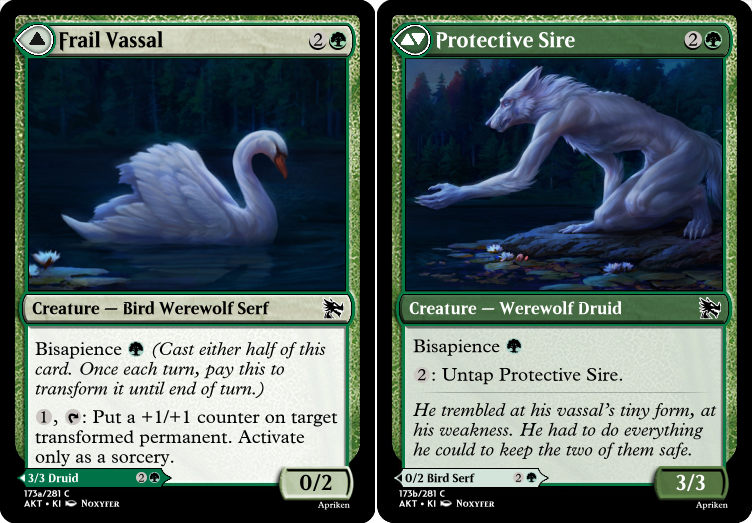 Frail Vassal 2
Creature — Bird Werewolf Serf
Bisapience (Cast either half of this
card. Once each turn, pay this to
transform it until end of turn.)
1, : Put a +1/+1 counter on target
transformed permanent. Activate
only as a sorcery.
3/3 Druid 2
0/2
173a/281 C
AKT • KI Noxyfer
Apriken
Protective Sire 2
Creature — Werewolf Druid
Bisapience
2: Untap Protective Sire.
He trembled at his vassal's tiny form, at
his weakness. He had to do everything
he could to keep the two of them safe.
0/2 Bird Serf 2
3/3
173b/281 C
AKT • KI Noxyfer
Apriken